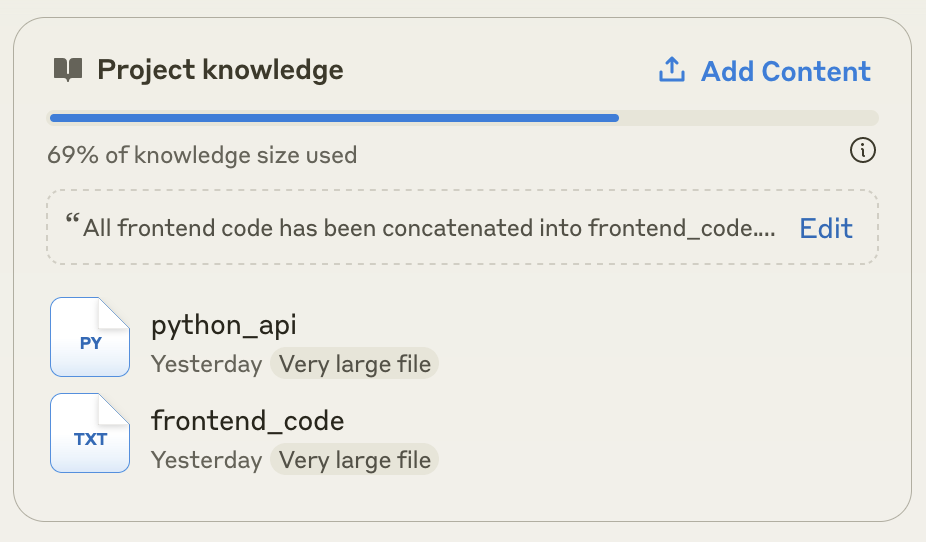 Project knowledge
Add Content
69% of knowledge size used
“All frontend code has been concatenated into frontend_code....
Edit
PY
python_api
Yesterday Very large file
TXT
frontend_code
Yesterday Very large file